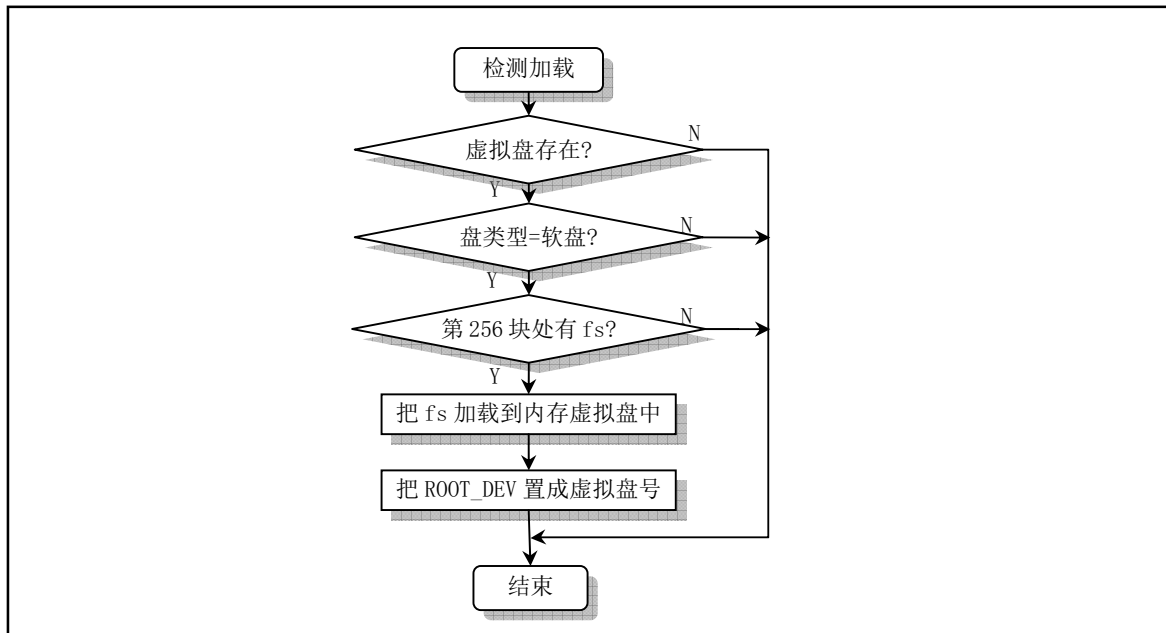 检测加载
虚拟盘存在?
N
Y
盘类型=软盘?
N
Y
第 256 块处有 fs?
N
Y
把 fs 加载到内存虚拟盘中
把 ROOT_DEV 置成虚拟盘号
结束